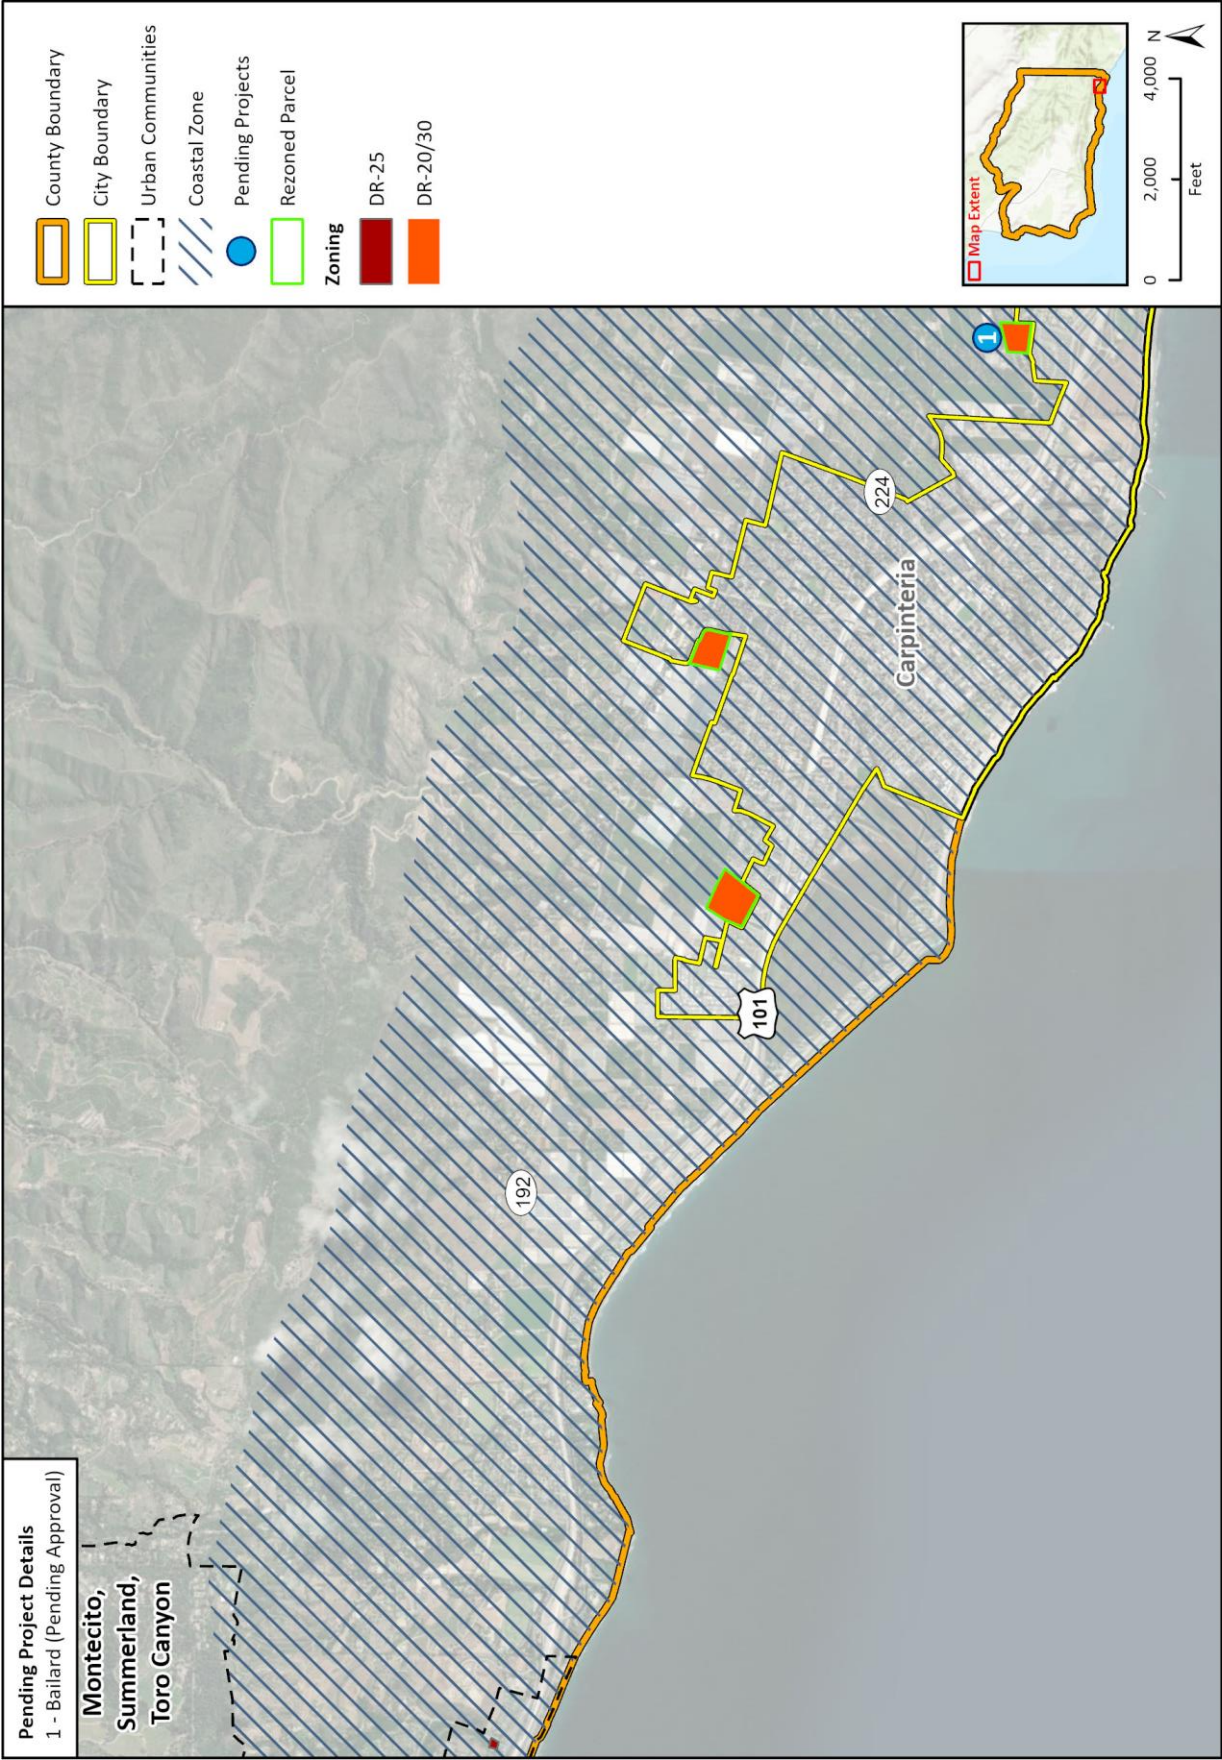 Pending Project Details
1 - Bailard (Pending Approval)
Montecito,
Summerland,
Toro Canyon
192
101
224
Carpinteria
1
County Boundary
City Boundary
Urban Communities
Coastal Zone
Pending Projects
Rezoned Parcel
Zoning
DR-25
DR-20/30
Map Extent
0 2,000 4,000
Feet
N